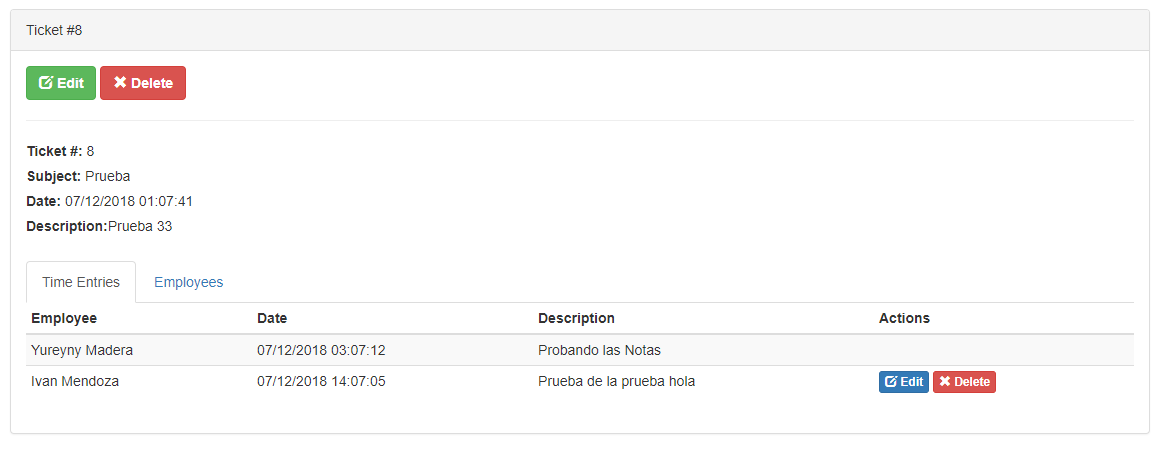 Ticket #8
Edit Delete
Ticket #: 8
Subject: Prueba
Date: 07/12/2018 01:07:41
Description:Prueba 33
Time Entries Employees
Employee Date Description Actions
Yureyny Madera 07/12/2018 03:07:12 Probando las Notas
Ivan Mendoza 07/12/2018 14:07:05 Prueba de la prueba hola Edit Delete